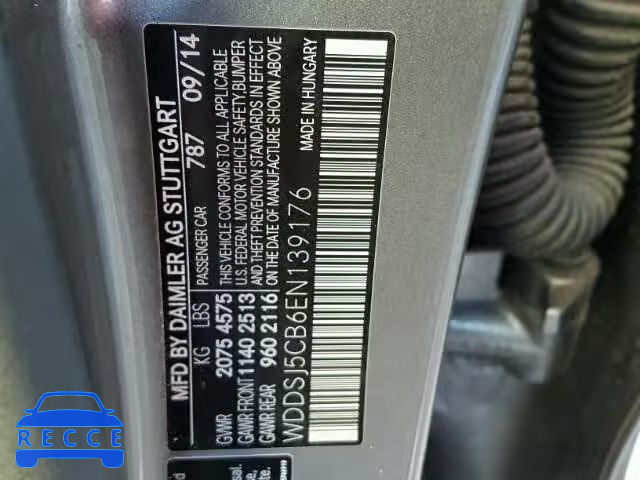 MFD BY DAIMLER AG STUTTGART
PASSENGER CAR 787 09/14
KG LBS
GVWR 2075 4575
GAWR FRONT 1140 2513
GAWR REAR 960 2116
THIS VEHICLE CONFORMS TO ALL APPLICABLE
U.S. FEDERAL MOTOR VEHICLE SAFETY,BUMPER
AND THEFT PREVENTION STANDARDS IN EFFECT
ON THE DATE OF MANUFACTURE SHOWN ABOVE
WDDSJ5CB6EN139176
MADE IN HUNGARY
RECCE